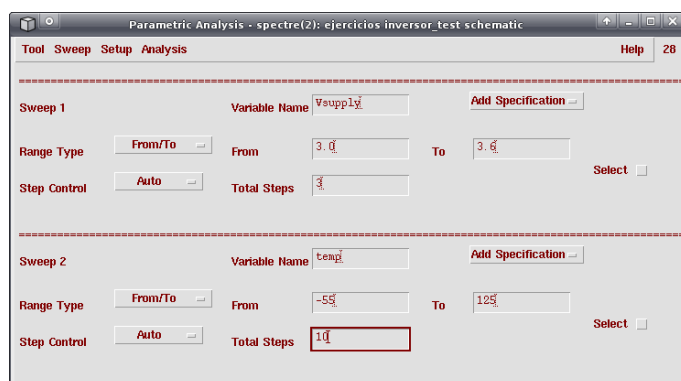 Parametric Analysis - spectre(2): ejercicios inversor_test schematic
Tool Sweep Setup Analysis Help 28
Sweep 1 Variable Name Vsupply Add Specification
Range Type From/To From 3.0 To 3.6
Select
Step Control Auto Total Steps 3
Sweep 2 Variable Name temp Add Specification
Range Type From/To From -55 To 125
Select
Step Control Auto Total Steps 10